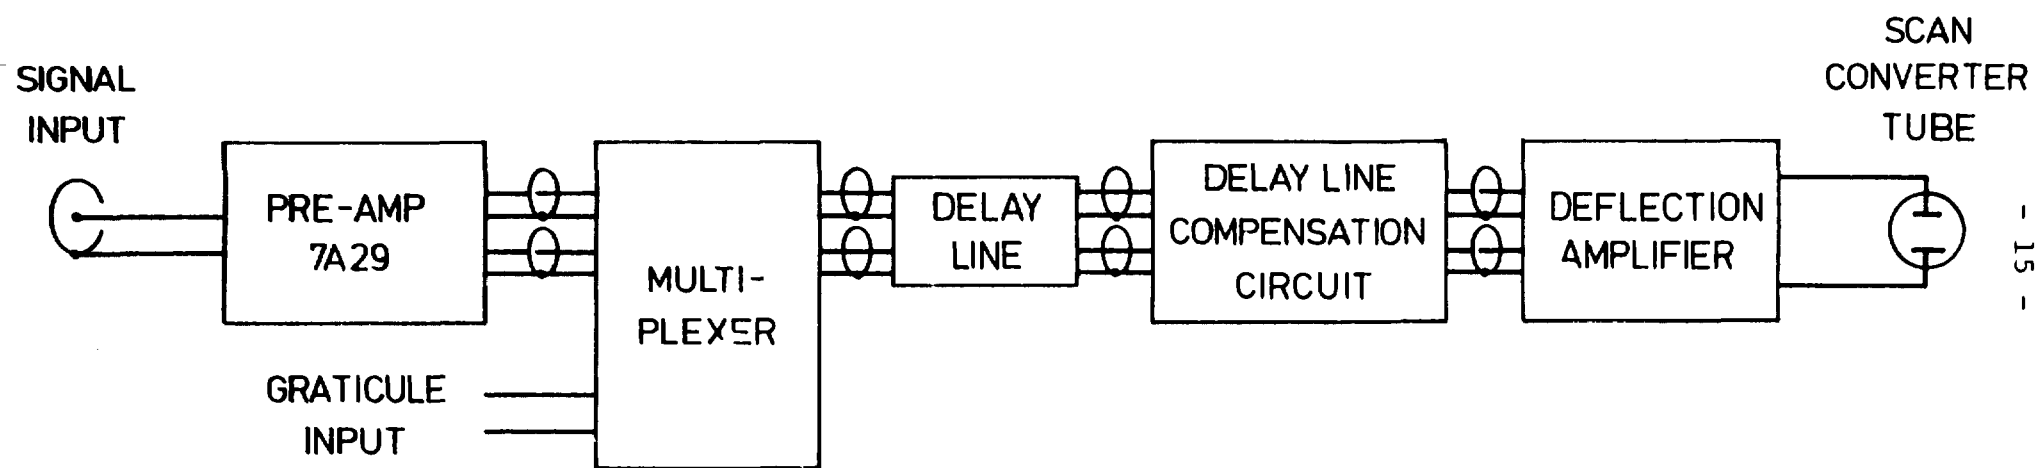 SIGNAL
INPUT
PRE-AMP
7A29
MULTI-
PLEXER
GRATICULE
INPUT
DELAY
LINE
DELAY LINE
COMPENSATION
CIRCUIT
DEFLECTION
AMPLIFIER
SCAN
CONVERTER
TUBE
- 15 -